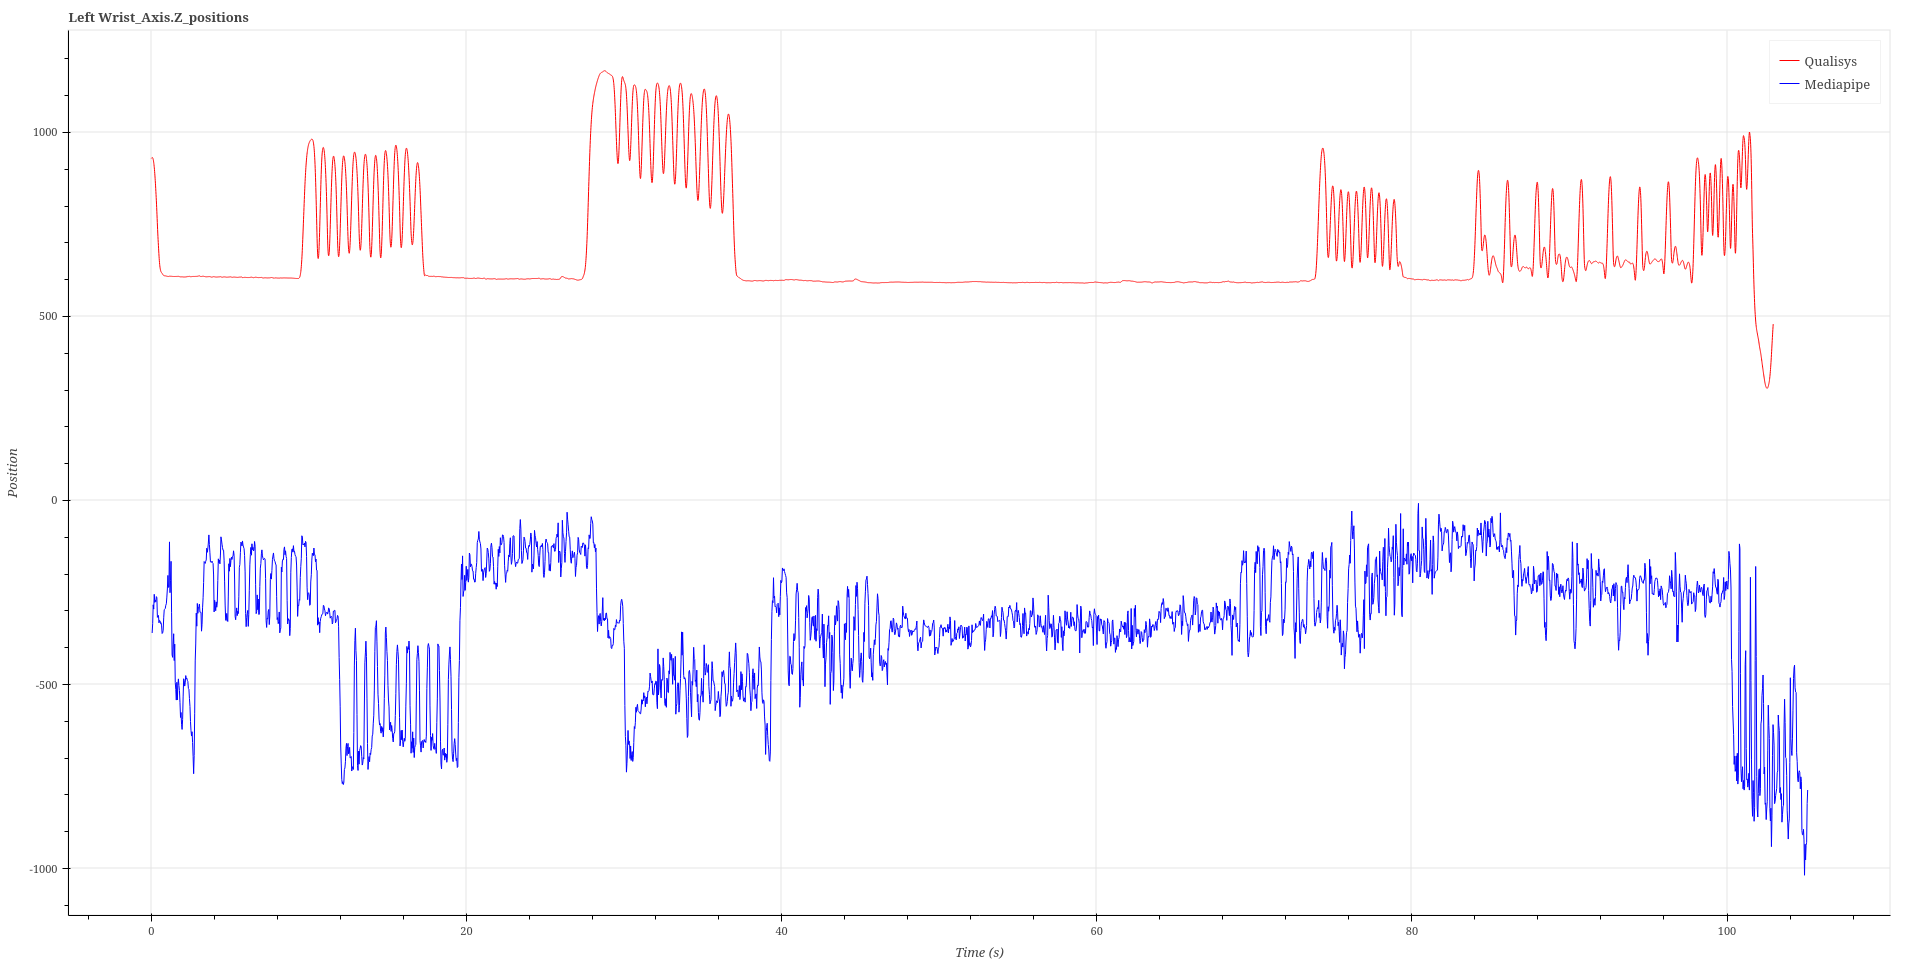 Left Wrist_Axis.Z_positions
Qualisys
Mediapipe
1000
500
0
-500
-1000
Position
0 20 40 60 80 100
Time (s)